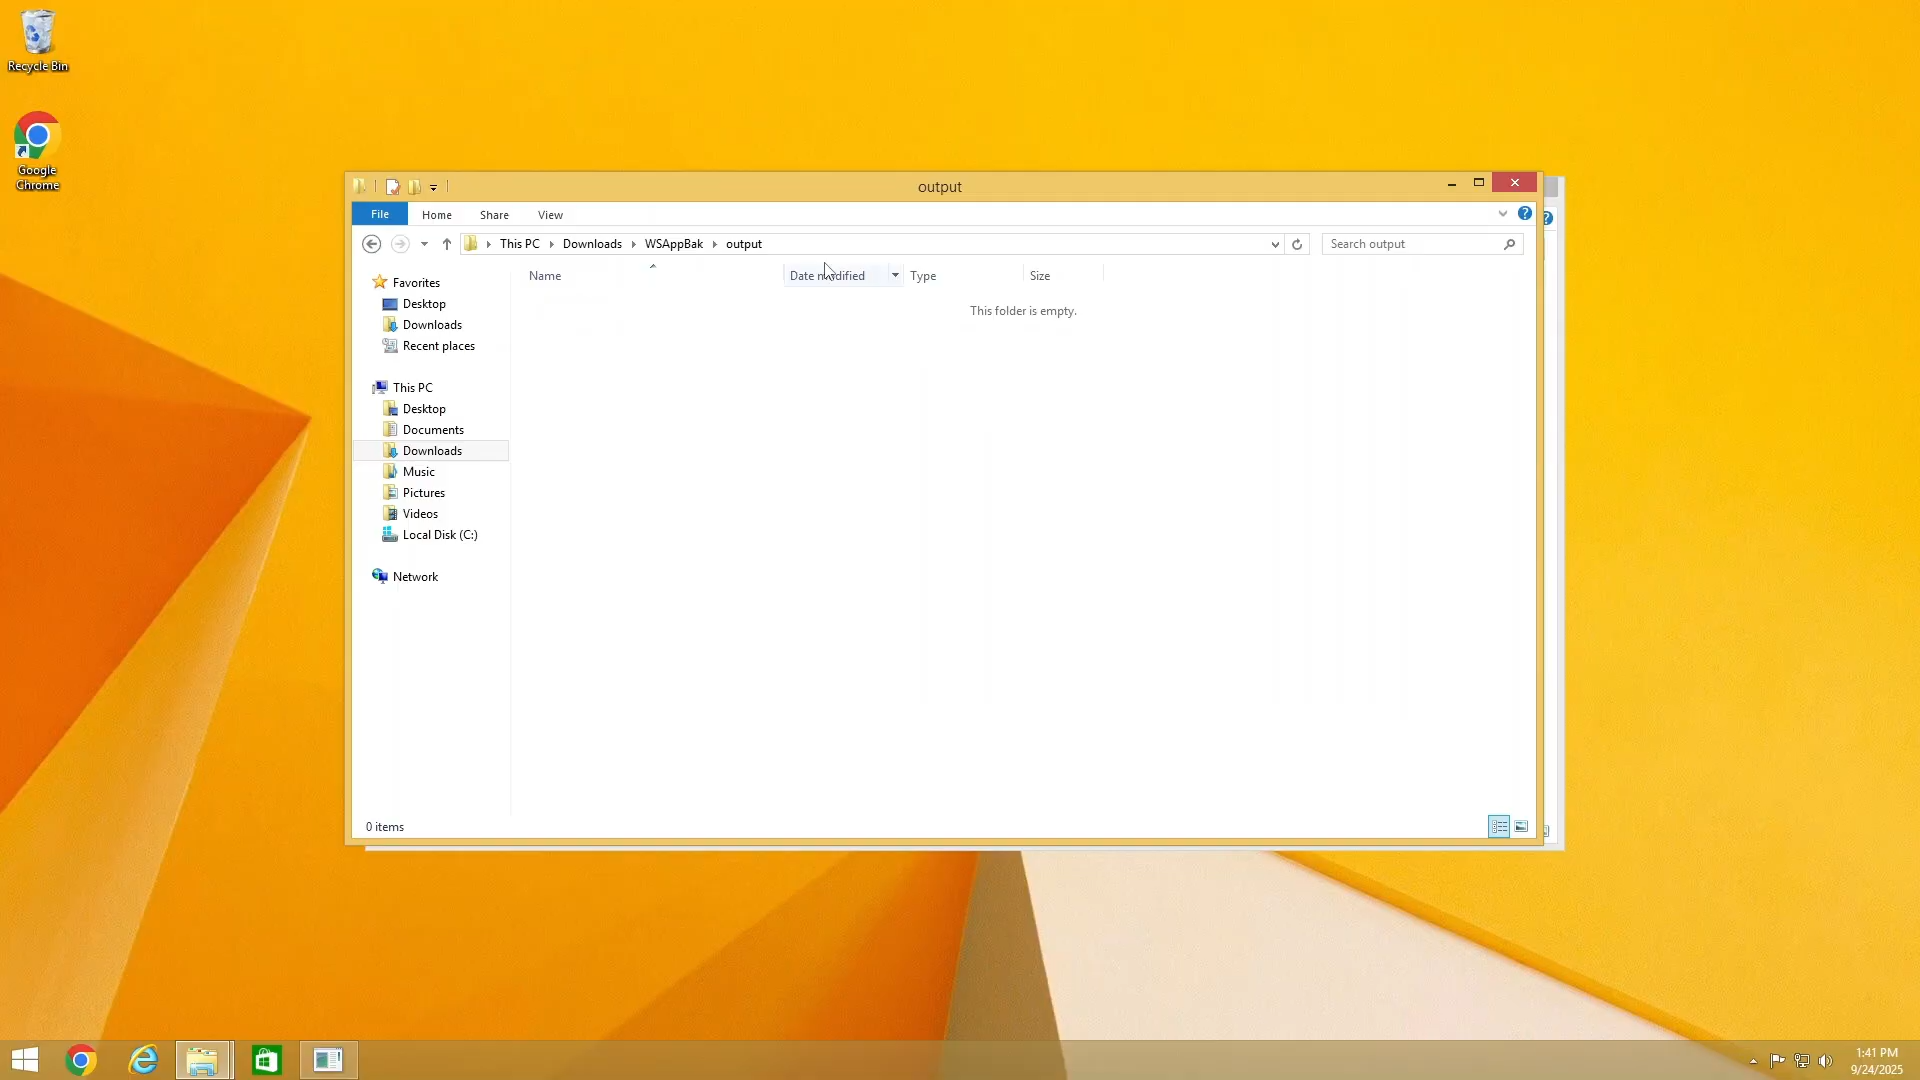 Recycle Bin
Google
Chrome
output
File
Home
Share
View
This PC
Downloads
WSAppBak
output
Search output
Name
Date modified
Type
Size
This folder is empty.
Favorites
Desktop
Downloads
Recent places
This PC
Desktop
Documents
Downloads
Music
Pictures
Videos
Local Disk (C:)
Network
0 items
1:41 PM
9/24/2025